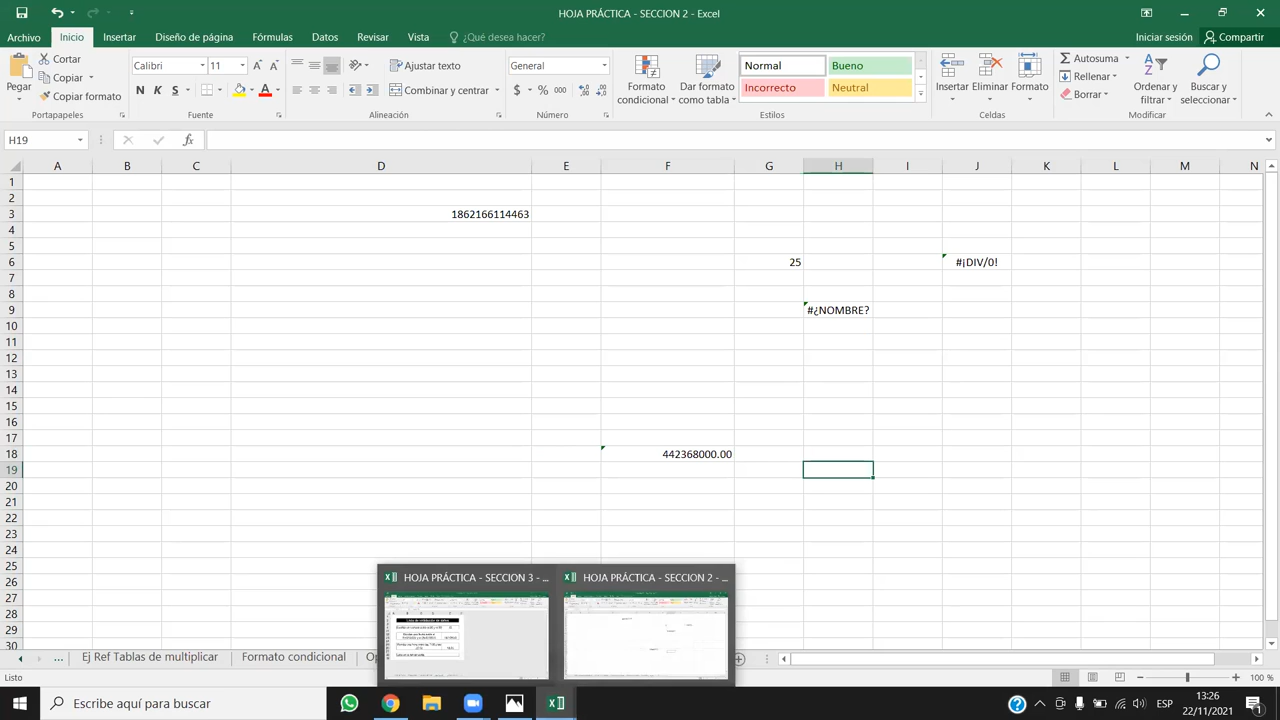 HOJA PRÁCTICA - SECCION 2 - Excel
Archivo Inicio Insertar Diseño de página Fórmulas Datos Revisar Vista ¿Qué desea hacer? Iniciar sesión Compartir
Pegar Cortar Copiar Copiar formato Portapapeles
Calibri 11 N K S Fuente
Ajustar texto Combinar y centrar Alineación
General $ % 000 Número
Formato condicional Dar formato como tabla Normal Bueno Incorrecto Neutral Estilos
Insertar Eliminar Formato Celdas
Autosuma Rellenar Borrar Ordenar y filtrar Buscar y seleccionar Modificar
H19 fx
A B C D E F G H I J K L M N
1
2
3 1862166114463
4
5
6 25 #¡DIV/0!
7
8
9 #¿NOMBRE?
10
11
12
13
14
15
16
17
18 442368000.00
19
20
21
22
23
24
25
26
27
28
29
30
HOJA PRÁCTICA - SECCION 3 - ... HOJA PRÁCTICA - SECCION 2 - ...
... Ej Ref Tablas de multiplicar Formato condicional
Listo 100 %
Escribe aquí para buscar ESP 13:26
22/11/2021